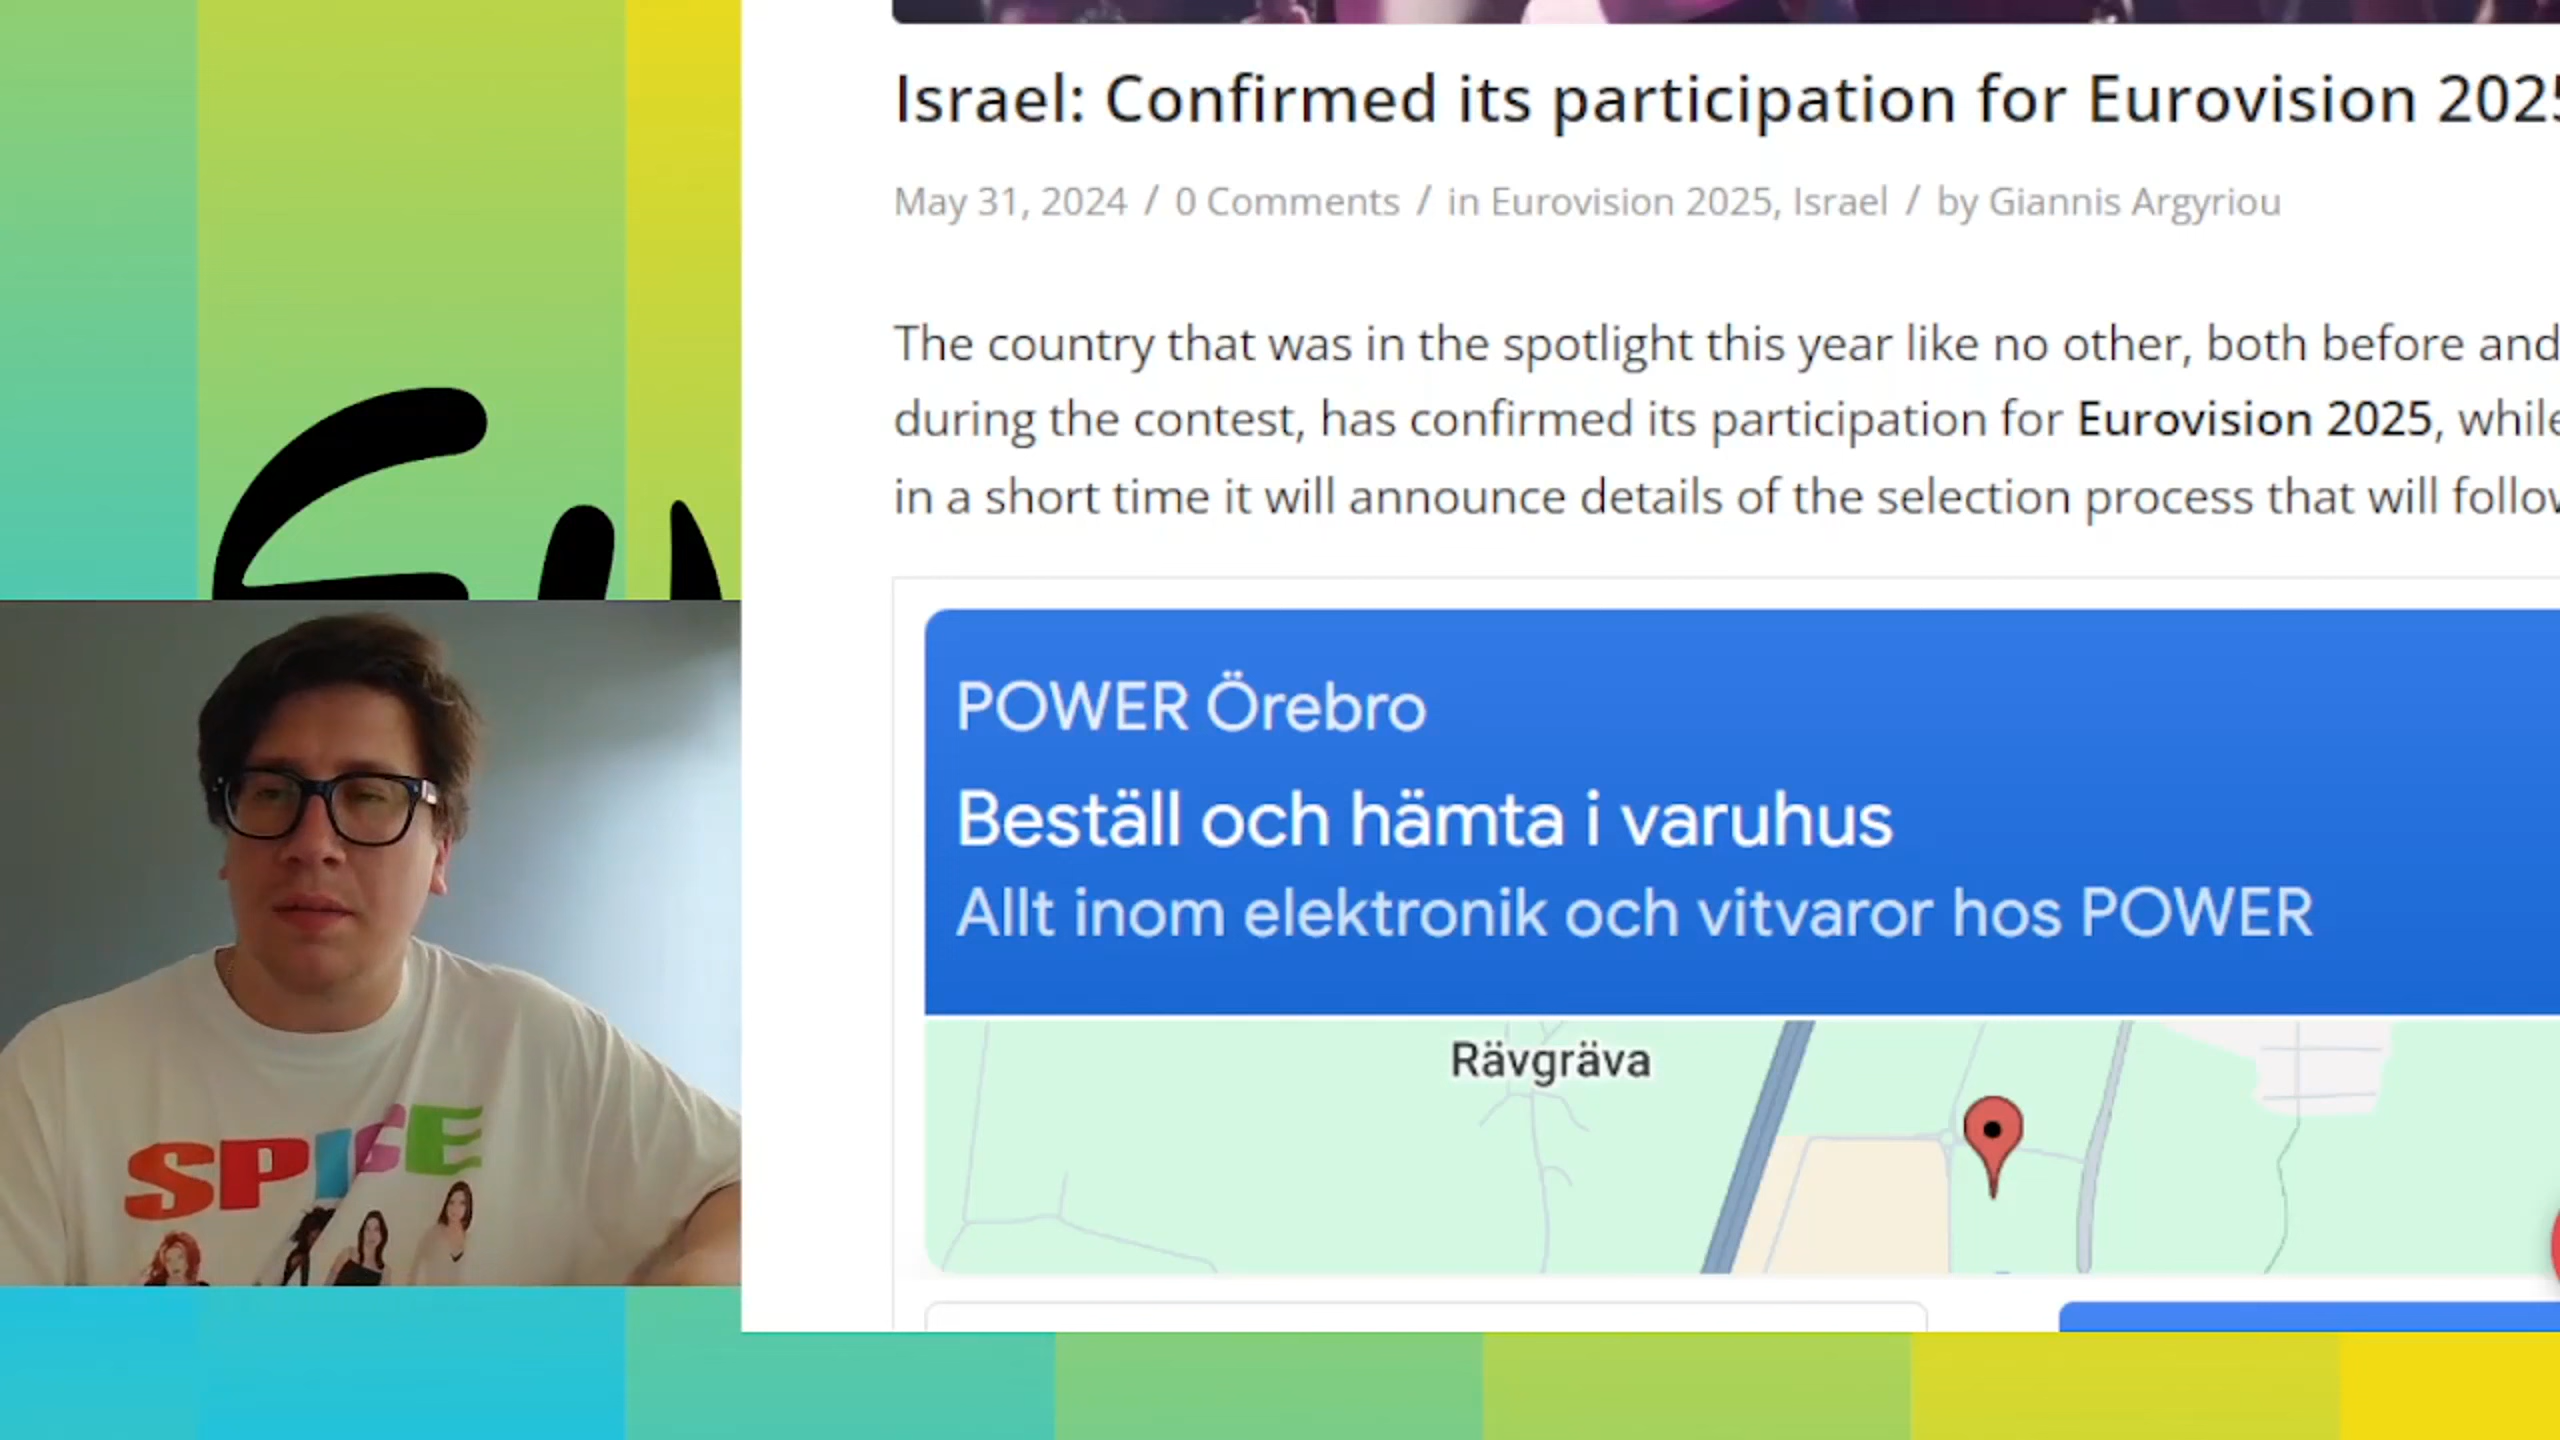 Israel: Confirmed its participation for Eurovision 2025
May 31, 2024 / 0 Comments / in Eurovision 2025, Israel / by Giannis Argyriou
The country that was in the spotlight this year like no other, both before and
during the contest, has confirmed its participation for Eurovision 2025, while
in a short time it will announce details of the selection process that will follow
POWER Örebro
Beställ och hämta i varuhus
Allt inom elektronik och vitvaror hos POWER
Rävgräva
SPICE